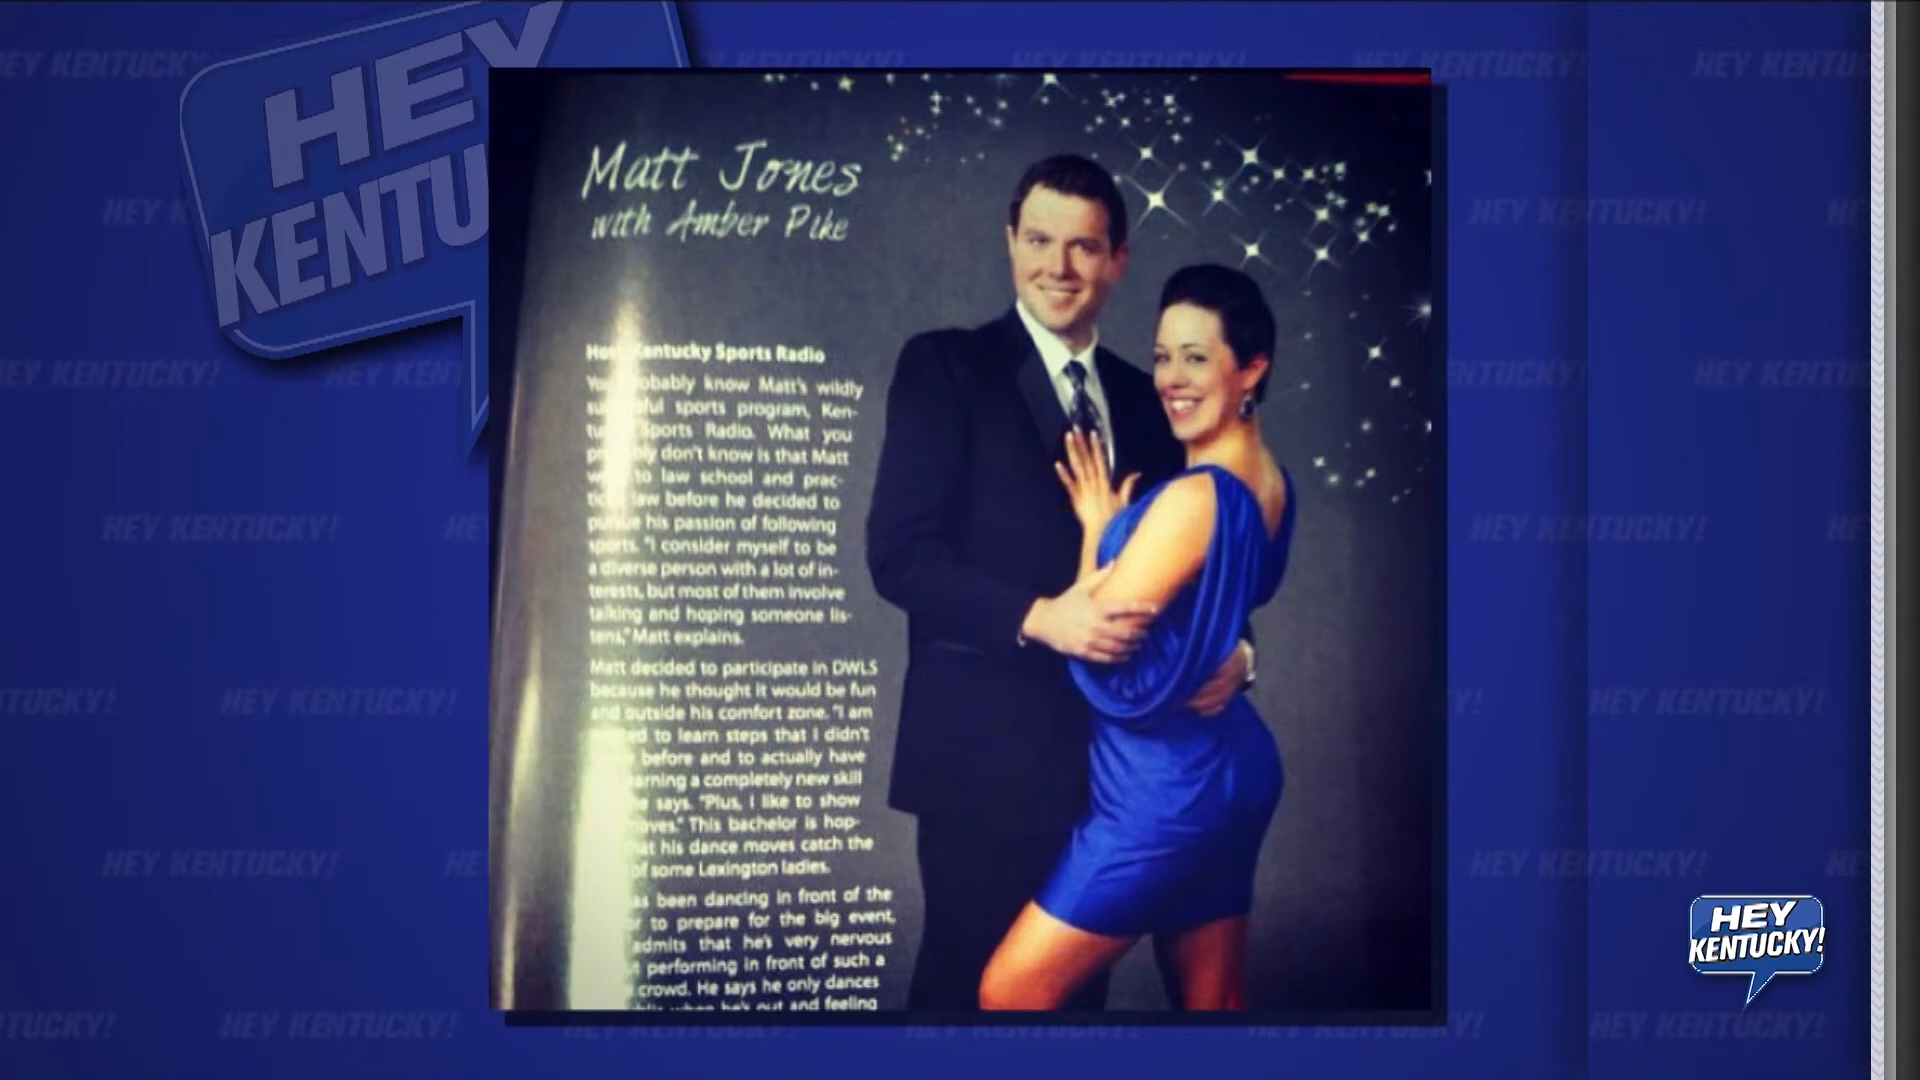 HEY
KENTU
Matt Jones
with Amber Pike
Kentucky Sports Radio
probably know Matt's wildly
sports program, Ken-
Sports Radio. What you
don't know is that Matt
to law school and prac-
law before he decided to
his passion of following
sports. "I consider myself to be
a diverse person with a lot of in-
terests, but most of them involve
talking and hoping someone lis-
tens," Matt explains.
Matt decided to participate in DWLS
because he thought it would be fun
and outside his comfort zone. "I am
to learn steps that I didn't
before and to actually have
a completely new skill
says. "Plus, I like to show
This bachelor is hop-
his dance moves catch the
of some Lexington ladies.
been dancing in front of the
to prepare for the big event,
admits that he's very nervous
performing in front of such a
crowd. He says he only dances
when he's out and feeling
HEY
KENTUCKY!